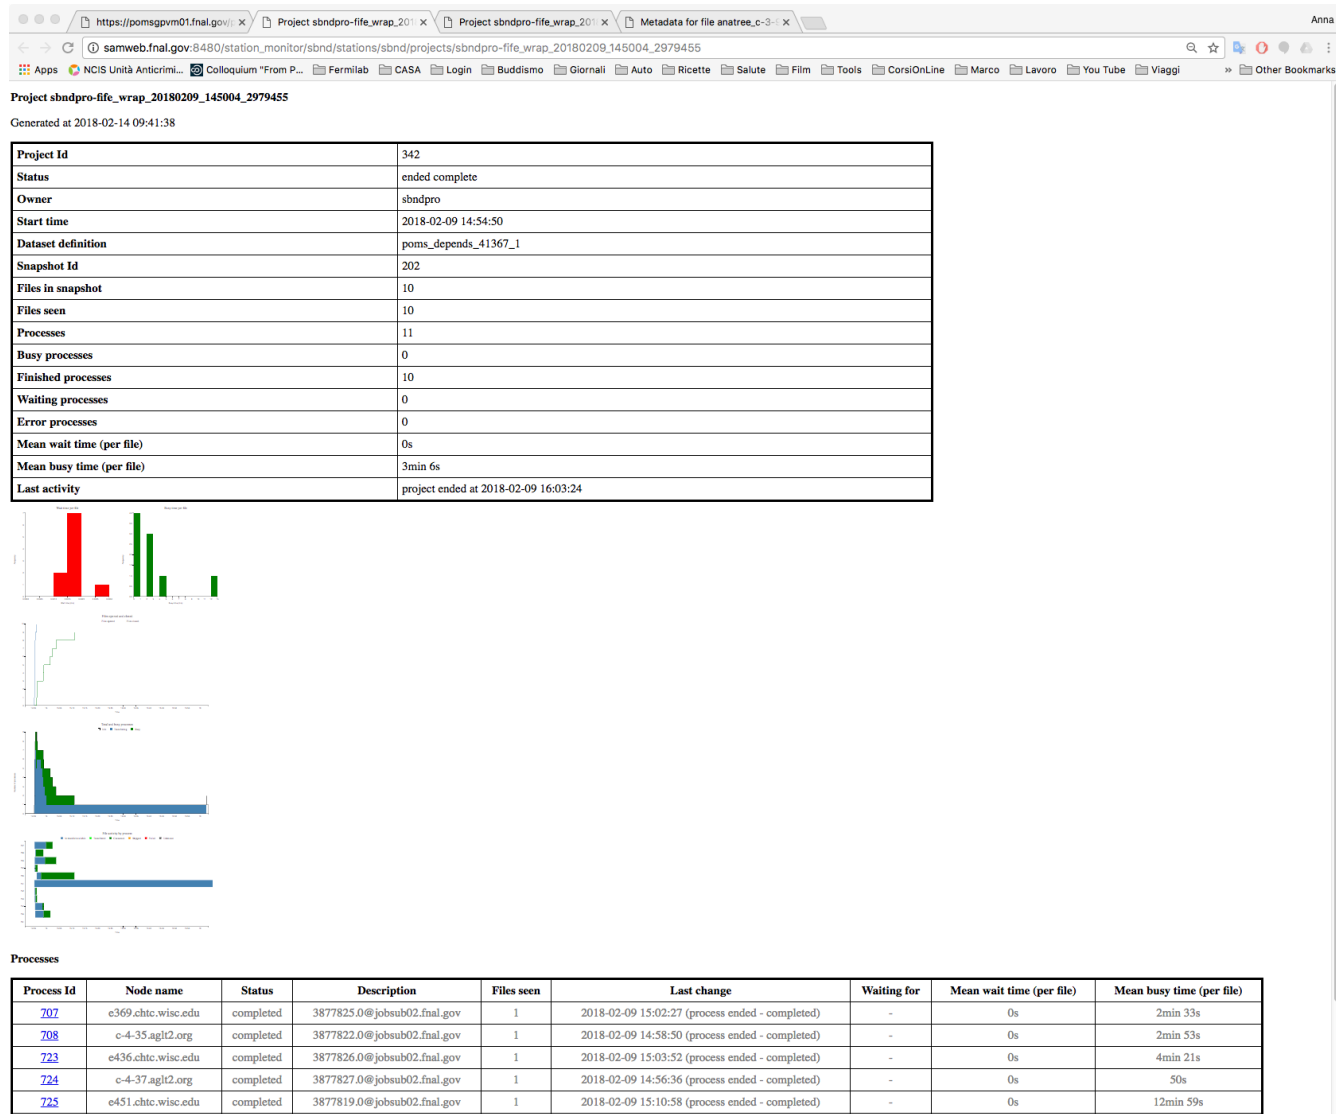 https://pomsgpvm01.fnal.gov/p
Project sbndpro-fife_wrap_201
Project sbndpro-fife_wrap_201
Metadata for file anatree_c-3-
Anna
samweb.fnal.gov:8480/station_monitor/sbnd/stations/sbnd/projects/sbndpro-fife_wrap_20180209_145004_2979455
Apps NCIS Unità Anticrimi... Colloquium "From P... Fermilab CASA Login Buddismo Giornali Auto Ricette Salute Film Tools CorsiOnLine Marco Lavoro You Tube Viaggi » Other Bookmarks
Project sbndpro-fife_wrap_20180209_145004_2979455
Generated at 2018-02-14 09:41:38
Project Id 342
Status ended complete
Owner sbndpro
Start time 2018-02-09 14:54:50
Dataset definition poms_depends_41367_1
Snapshot Id 202
Files in snapshot 10
Files seen 10
Processes 11
Busy processes 0
Finished processes 10
Waiting processes 0
Error processes 0
Mean wait time (per file) 0s
Mean busy time (per file) 3min 6s
Last activity project ended at 2018-02-09 16:03:24
Processes
Process Id Node name Status Description Files seen Last change Waiting for Mean wait time (per file) Mean busy time (per file)
707 e369.chtc.wisc.edu completed 3877825.0@jobsub02.fnal.gov 1 2018-02-09 15:02:27 (process ended - completed) - 0s 2min 33s
708 c-4-35.aglt2.org completed 3877822.0@jobsub02.fnal.gov 1 2018-02-09 14:58:50 (process ended - completed) - 0s 2min 53s
723 e436.chtc.wisc.edu completed 3877826.0@jobsub02.fnal.gov 1 2018-02-09 15:03:52 (process ended - completed) - 0s 4min 21s
724 c-4-37.aglt2.org completed 3877827.0@jobsub02.fnal.gov 1 2018-02-09 14:56:36 (process ended - completed) - 0s 50s
725 e451.chtc.wisc.edu completed 3877819.0@jobsub02.fnal.gov 1 2018-02-09 15:10:58 (process ended - completed) - 0s 12min 59s